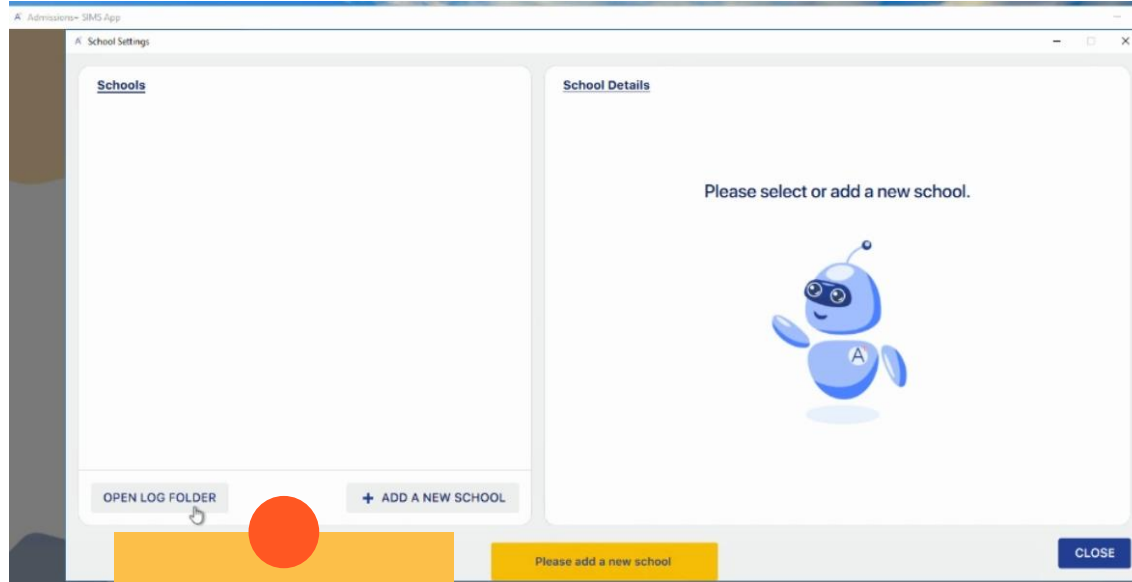 Admissions+ SIMS App
School Settings
Schools
School Details
Please select or add a new school.
A
OPEN LOG FOLDER
+ ADD A NEW SCHOOL
Please add a new school
CLOSE